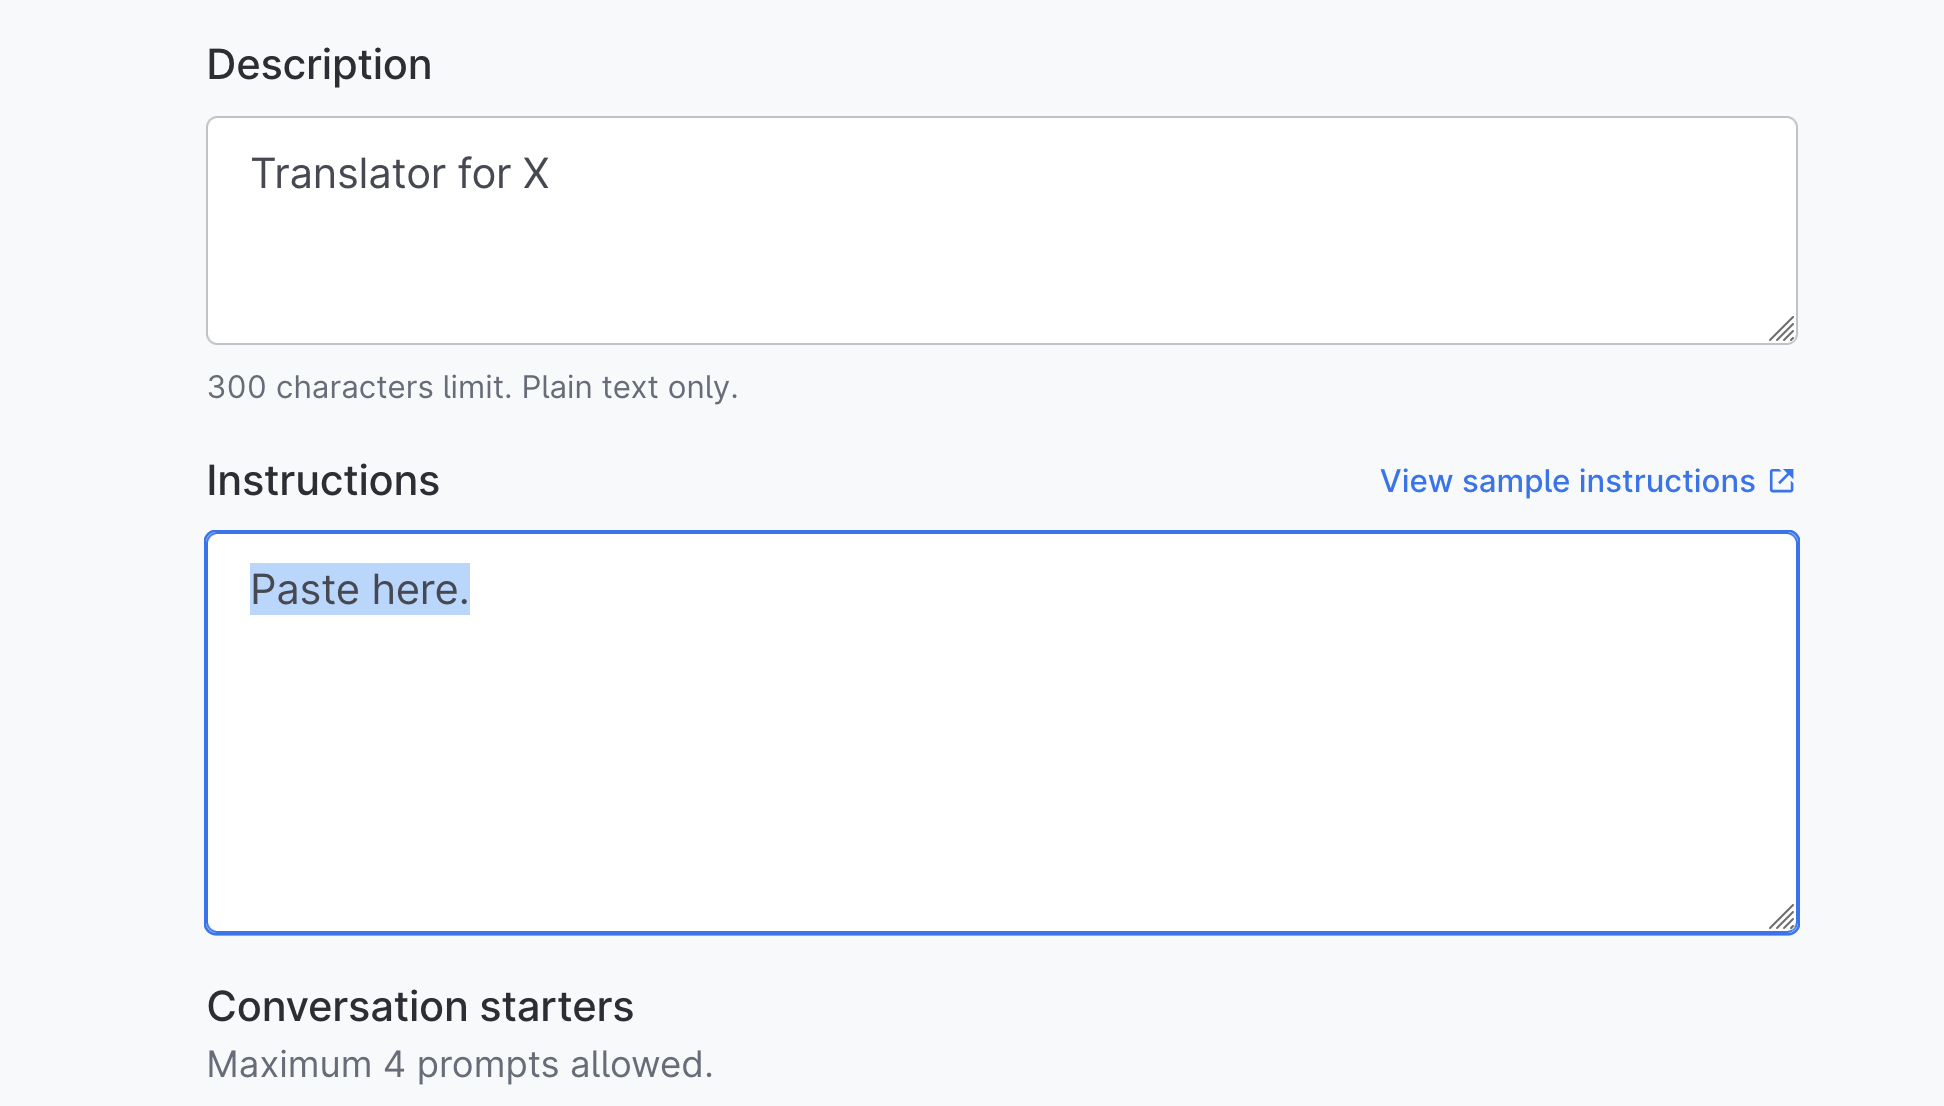 Description
Translator for X
300 characters limit. Plain text only.
Instructions
View sample instructions
Paste here.
Conversation starters
Maximum 4 prompts allowed.